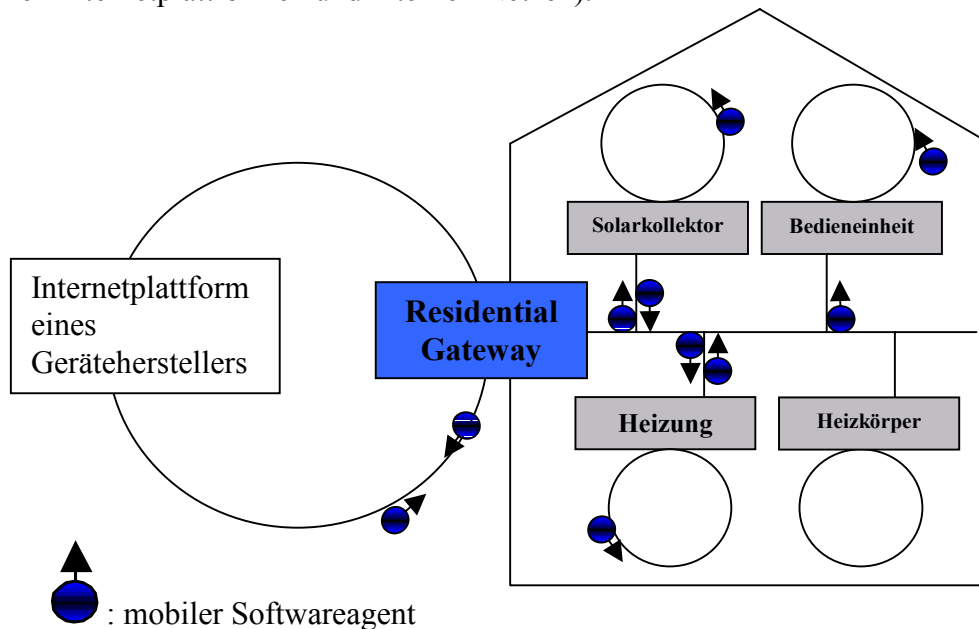 Solarkollektor
Bedieneinheit
Internetplattform
eines
Geräteherstellers
Residential
Gateway
Heizung
Heizkörper
: mobiler Softwareagent